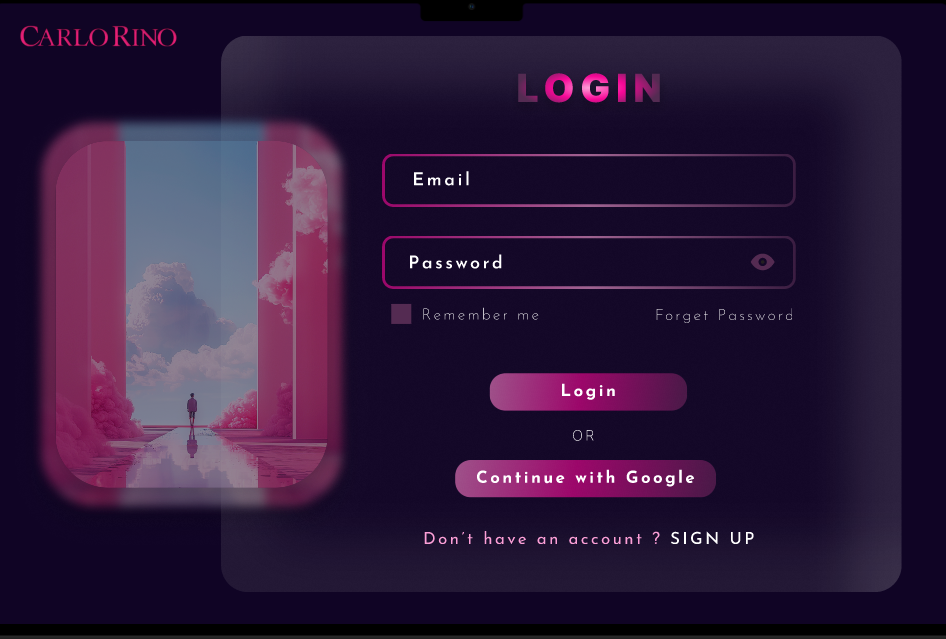 CARLO RINO
LOGIN
Email
Password
Remember me
Forget Password
Login
OR
Continue with Google
Don't have an account ? SIGN UP